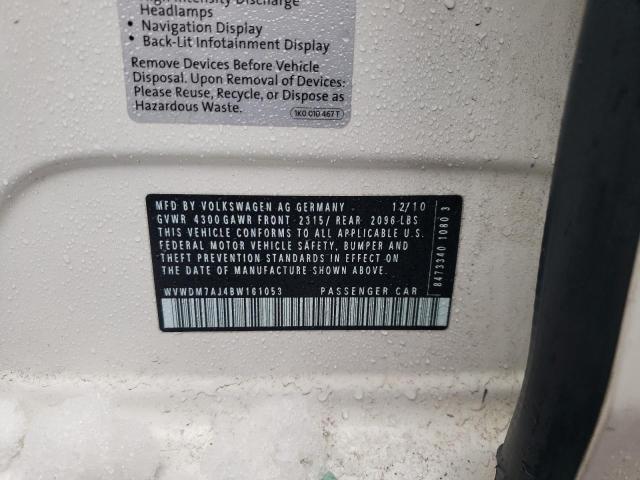 High Intensity Discharge
Headlamps
• Navigation Display
• Back-Lit Infotainment Display
Remove Devices Before Vehicle
Disposal. Upon Removal of Devices:
Please Reuse, Recycle, or Dispose as
Hazardous Waste.
1K0 010 467 T
MFD BY VOLKSWAGEN AG GERMANY 12/10
GVWR 4300 GAWR FRONT 2315/ REAR 2096 LBS
THIS VEHICLE CONFORMS TO ALL APPLICABLE U.S.
FEDERAL MOTOR VEHICLE SAFETY, BUMPER AND
THEFT PREVENTION STANDARDS IN EFFECT ON
THE DATE OF MANUFACTURE SHOWN ABOVE.
WVWDM7AJ4BW161053 PASSENGER CAR
8473340 1080 3